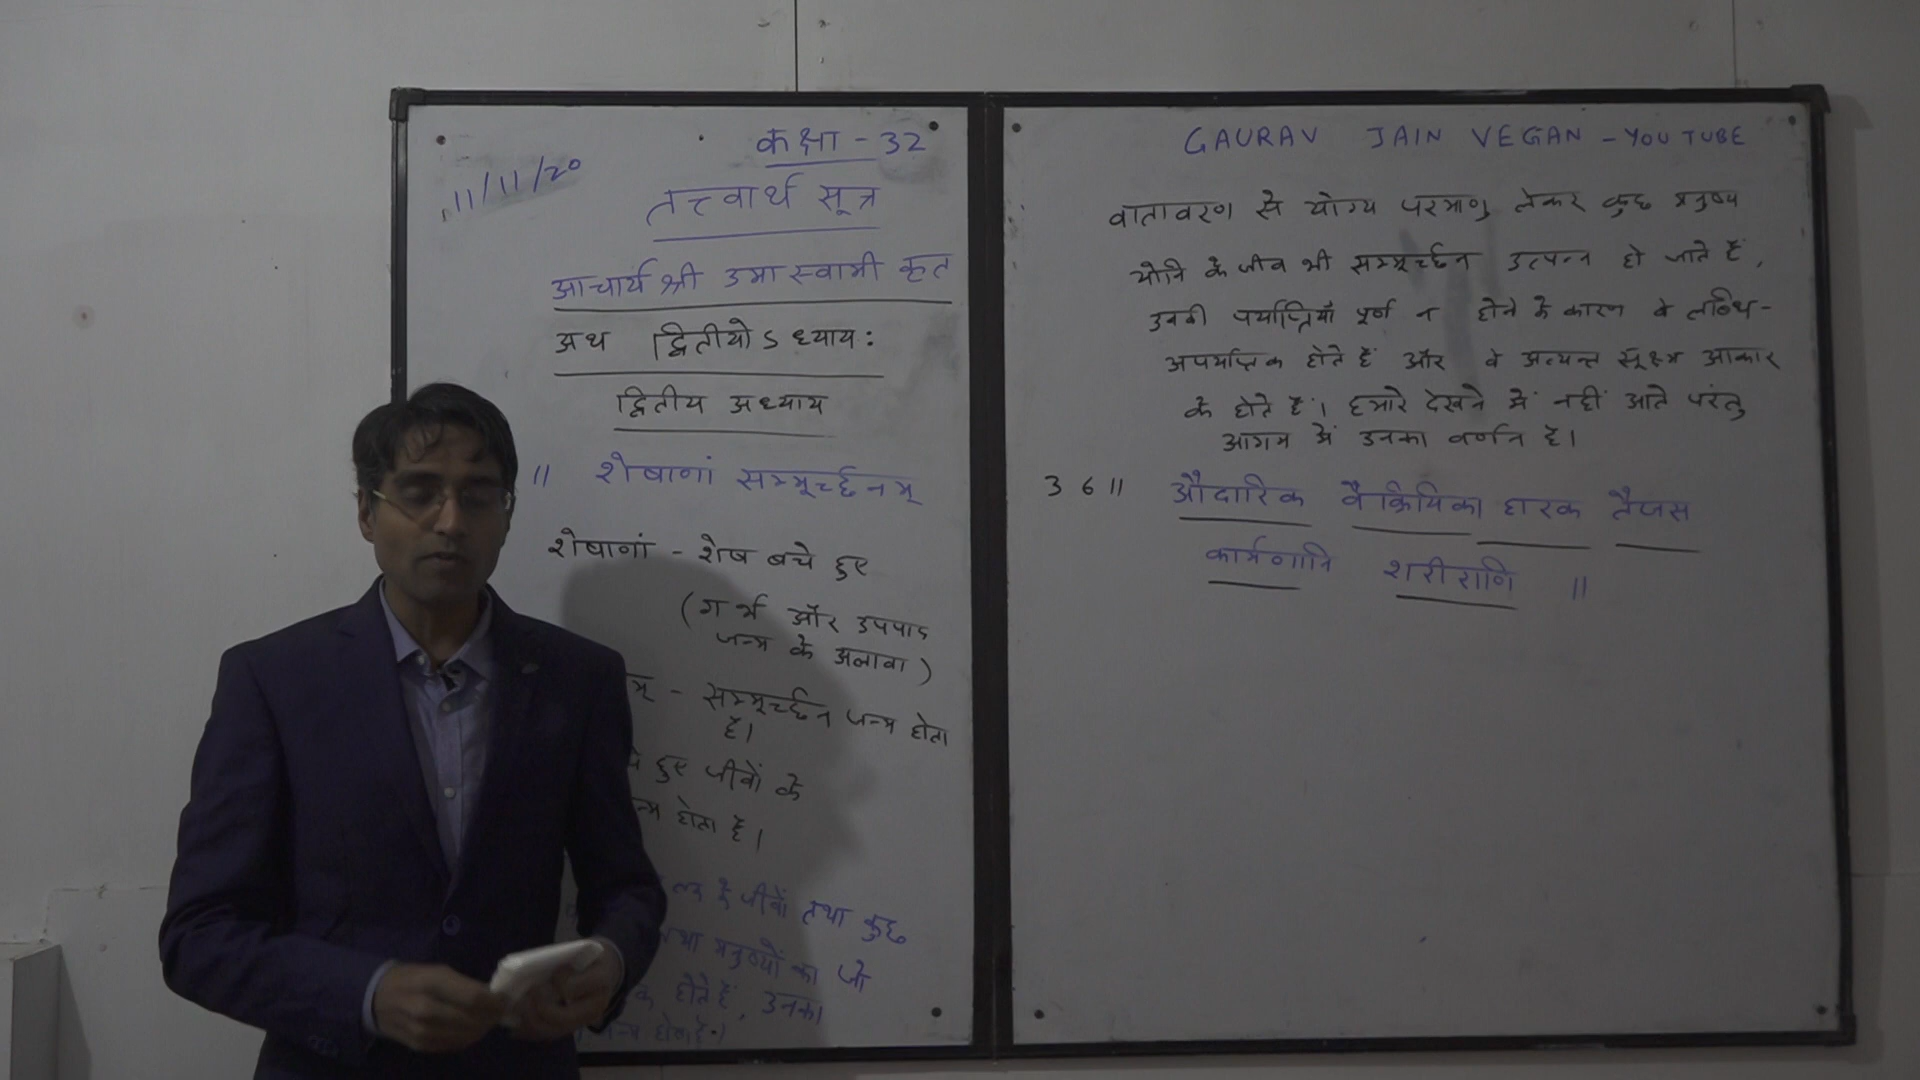 कक्षा - 32
11/11/20
तत्त्वार्थ सूत्र
आचार्य श्री उमास्वामी कृत
अथ द्वितीयोऽध्याय:
द्वितीय अध्याय
॥ शेषाणां सम्मूर्च्छनम्
शेषाणां - शेष बचे हुए
(गर्भ और उपपाद
जन्म के अलावा)
म् - सम्मूर्च्छन जन्म होता
है।
हुए जीवों के
होता है।
के जीवों तथा कुछ
तथा मनुष्यों का जो
होते हैं, उनका
GAURAV JAIN VEGAN - YOUTUBE
वातावरण से योग्य परमाणु लेकर कुछ मनुष्य
योनि के जीव भी सम्मूर्च्छन उत्पन्न हो जाते हैं,
उनकी पर्याप्तियाँ पूर्ण न होने के कारण वे लब्धि-
अपर्याप्तक होते हैं और वे अत्यन्त सूक्ष्म आकार
के होते हैं। हमारे देखने में नहीं आते परंतु
आगम में उनका वर्णन है।
36॥ औदारिक वैक्रियिका हारक तैजस
कार्मणानि शरीराणि ॥